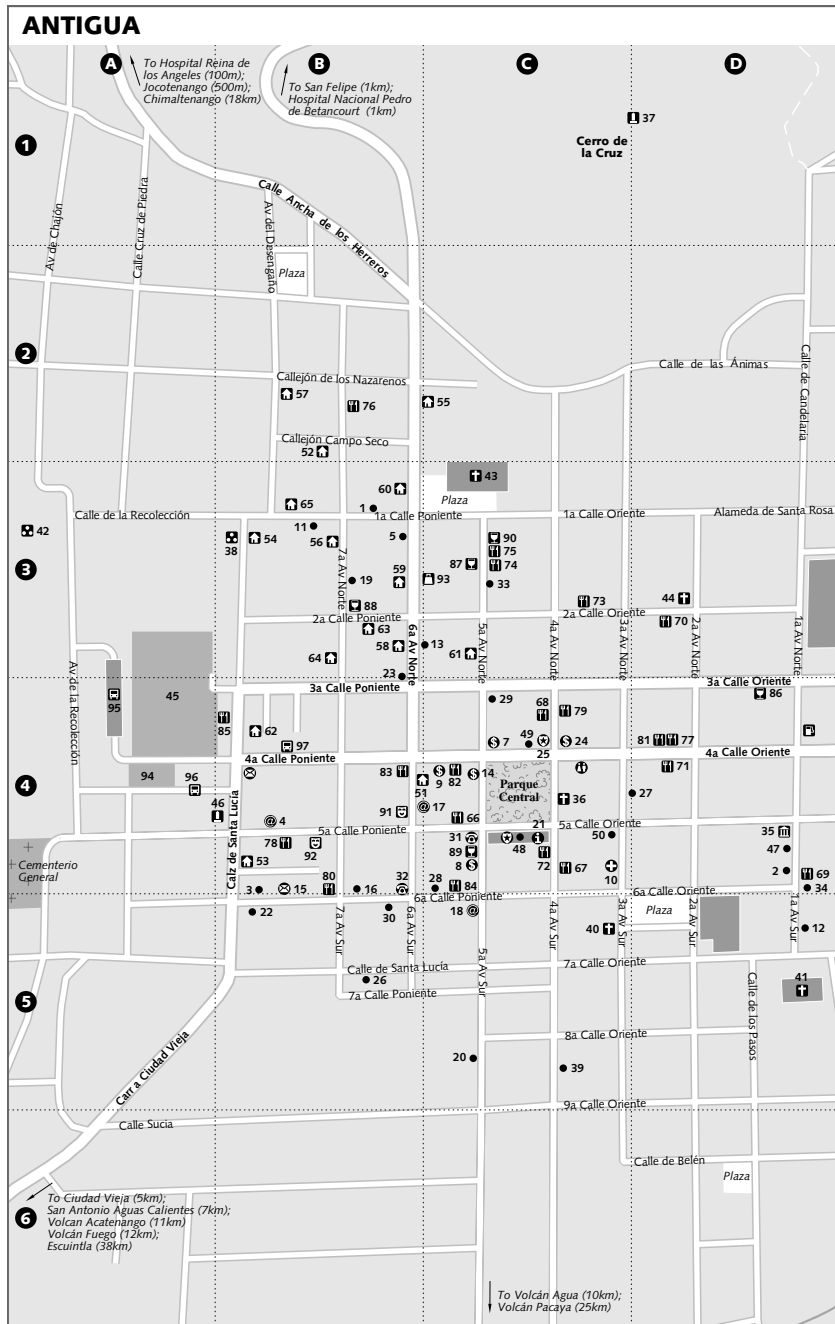 ANTIGUA
A
B
C
D
To Hospital Reina de
los Angeles (100m);
Jocotenango (500m);
Chimaltenango (18km)
To San Felipe (1km);
Hospital Nacional Pedro
de Betancourt (1km)
37
Cerro de
la Cruz
1
Calle Ancha de los Herreros
Av de Chajón
Calle Cruz de Piedra
Av del Desengaño
Plaza
2
Calle de las Ánimas
Calle de Candelaria
Callejón de los Nazarenos
57
76
55
Callejón Campo Seco
52
43
60
Plaza
65
1
Calle de la Recolección
1a Calle Poniente
1a Calle Oriente
Alameda de Santa Rosa
42
38
54
11
56
5
90
75
87
74
3
7a Av Norte
59
93
19
33
88
73
44
2a Calle Poniente
2a Calle Oriente
70
63
6a Av Norte
5a Av Norte
4a Av Norte
3a Av Norte
2a Av Norte
1a Av Norte
58
13
64
61
23
Av de la Recolección
3a Calle Poniente
3a Calle Oriente
95
45
29
68
79
86
85
62
97
7
49
25
24
81
77
4a Calle Poniente
4a Calle Oriente
4
94
96
83
9
82
14
Parque
Central
71
51
17
36
27
46
4
91
66
21
5a Calle Poniente
5a Calle Oriente
Calz de Santa Lucía
78
92
31
48
50
35
47
Cementerio
General
53
89
8
72
67
10
2
69
80
32
28
3
15
16
84
34
6a Calle Poniente
6a Calle Oriente
22
30
18
7a Av Sur
6a Av Sur
5a Av Sur
4a Av Sur
3a Av Sur
2a Av Sur
1a Av Sur
Plaza
40
12
Calle de Santa Lucía
7a Calle Oriente
26
41
7a Calle Poniente
5
Calle de los Pasos
8a Calle Oriente
20
39
Carr a Ciudad Vieja
9a Calle Oriente
Calle Sucia
Calle de Belén
Plaza
6
To Ciudad Vieja (5km);
San Antonio Aguas Calientes (7km);
Volcan Acatenango (11km)
Volcán Fuego (12km);
Escuintla (38km)
To Volcán Agua (10km);
Volcán Pacaya (25km)